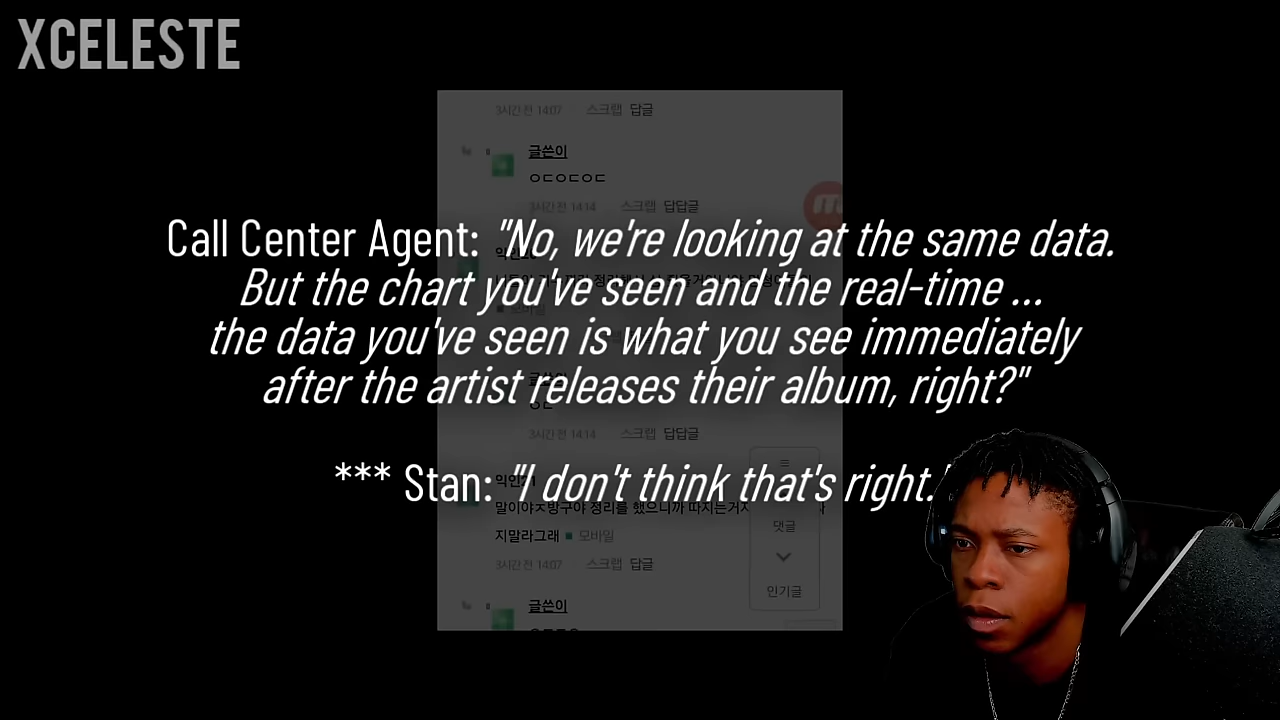 XCELESTE
3시간전 14:07 스크랩 답글
글쓴이
ㅇㄷㅇㄷㅇㄷ
3시간전 14:14 스크랩 답답글
Call Center Agent: "No, we're looking at the same data.
But the chart you've seen and the real-time ...
the data you've seen is what you see immediately
after the artist releases their album, right?"
3시간전 14:14 스크랩 답답글
*** Stan: "I don't think that's right."
댓글
지말라그래 모바일
3시간전 14:07 스크랩 답글
인기글
글쓴이